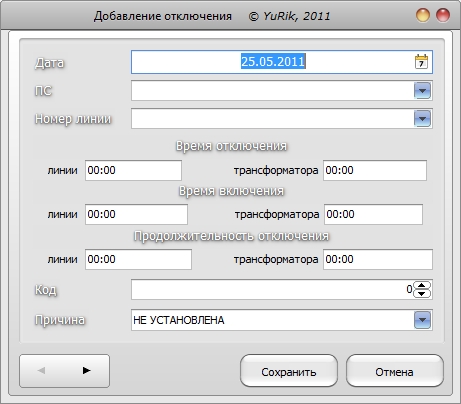 Добавление отключения © YuRik, 2011
Дата 25.05.2011 7
ПС
Номер линии
Время отключения
линии 00:00 трансформатора 00:00
Время включения
линии 00:00 трансформатора 00:00
Продолжительность отключения
линии 00:00 трансформатора 00:00
Код 0
Причина НЕ УСТАНОВЛЕНА
Сохранить Отмена